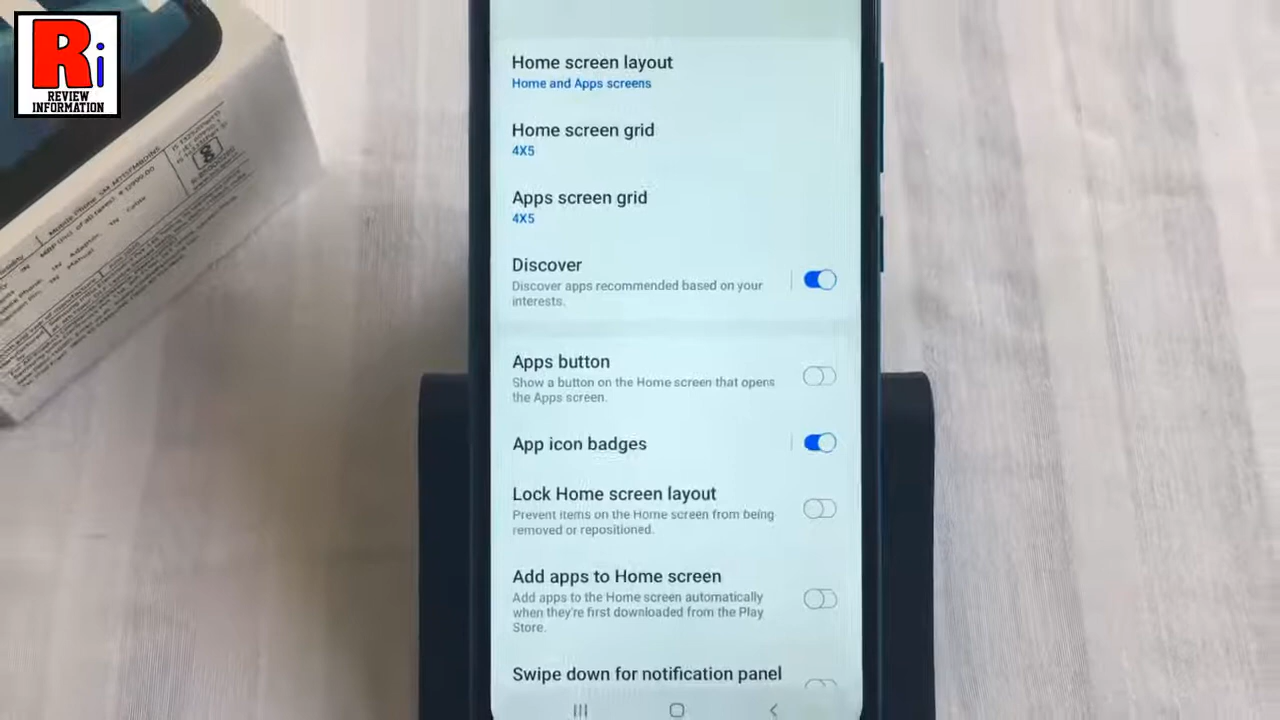 Ri
REVIEW
INFORMATION
Mobile Phone
Home screen layout
Home and Apps screens
Home screen grid
4X5
Apps screen grid
4X5
Discover
Discover apps recommended based on your
interests.
Apps button
Show a button on the Home screen that opens
the Apps screen.
App icon badges
Lock Home screen layout
Prevent items on the Home screen from being
removed or repositioned.
Add apps to Home screen
Add apps to the Home screen automatically
when they're first downloaded from the Play
Store.
Swipe down for notification panel